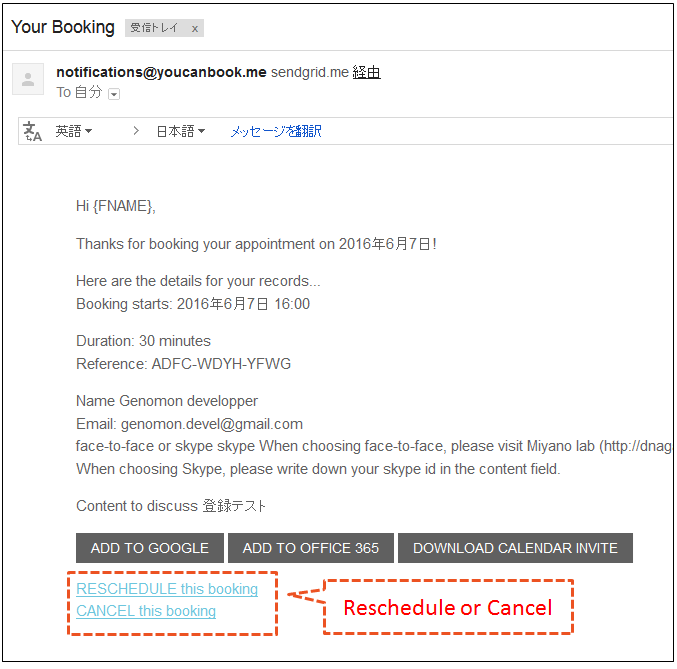 Your Booking 受信トレイ x
notifications@youcanbook.me sendgrid.me 経由
To 自分
英語 > 日本語 メッセージを翻訳
Hi {FNAME},
Thanks for booking your appointment on 2016年6月7日!
Here are the details for your records...
Booking starts: 2016年6月7日 16:00
Duration: 30 minutes
Reference: ADFC-WDYH-YFWG
Name Genomon developper
Email: genomon.devel@gmail.com
face-to-face or skype skype When choosing face-to-face, please visit Miyano lab (http://dnaga
When choosing Skype, please write down your skype id in the content field.
Content to discuss 登録テスト
ADD TO GOOGLE ADD TO OFFICE 365 DOWNLOAD CALENDAR INVITE
RESCHEDULE this booking
CANCEL this booking
Reschedule or Cancel